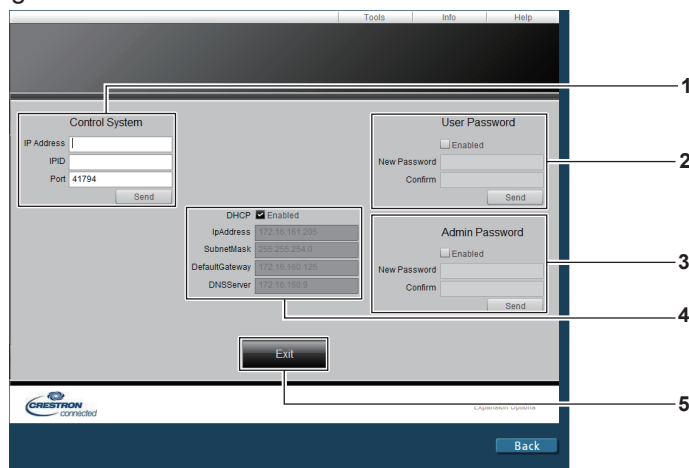 Tools Info Help
1
Control System
IP Address
IPID
Port 41794
Send
User Password
Enabled
New Password
Confirm
Send
2
DHCP Enabled
IpAddress 172.16.161.205
SubnetMask 255.255.254.0
DefaultGateway 172.16.160.125
DNSServer 172.16.160.9
Admin Password
Enabled
New Password
Confirm
Send
3
4
Exit
CRESTRON
connected
Expansion Options
5
Back